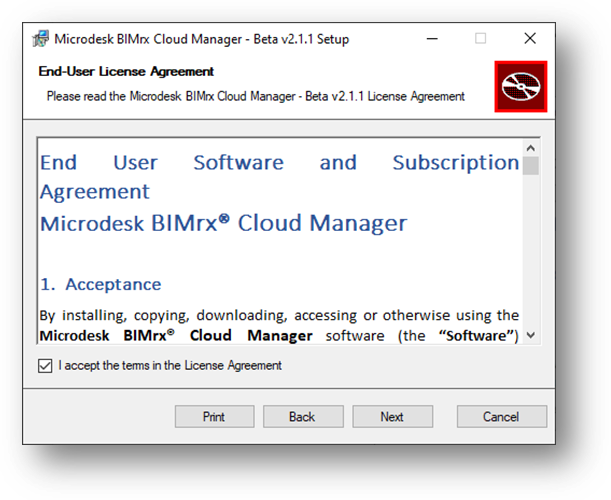 Microdesk BIMrx Cloud Manager - Beta v2.1.1 Setup
End-User License Agreement
Please read the Microdesk BIMrx Cloud Manager - Beta v2.1.1 License Agreement
End User Software and Subscription
Agreement
Microdesk BIMrx® Cloud Manager
1. Acceptance
By installing, copying, downloading, accessing or otherwise using the
Microdesk BIMrx® Cloud Manager software (the “Software”)
I accept the terms in the License Agreement
Print Back Next Cancel